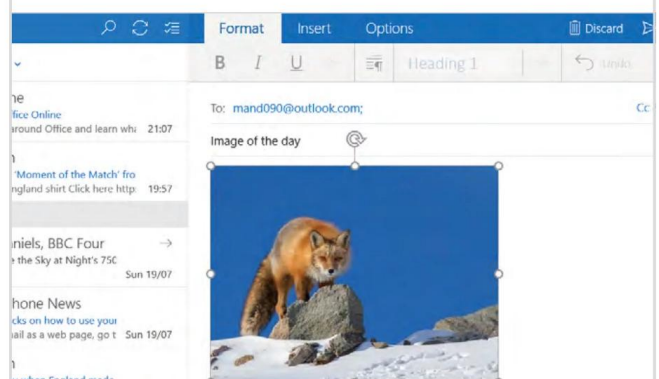 Format Insert Options Discard
B I U Heading 1 Undo
ne
fice Online
around Office and learn wha 21:07
To: mand090@outlook.com; Cc
Image of the day
'Moment of the Match' fro
ngland shirt Click here http: 19:57
niels, BBC Four
the Sky at Night's 750
Sun 19/07
hone News
cks on how to use your
ail as a web page, go t Sun 19/07